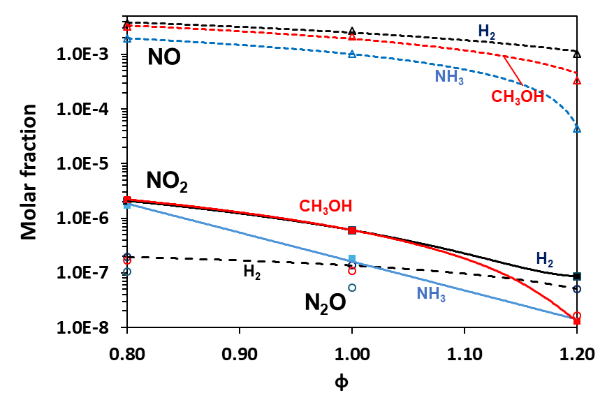 H2
1.0E-3
NO
NH3
CH3OH
1.0E-4
1.0E-5
NO2
CH3OH
1.0E-6
H2
H2
1.0E-7
NH3
N2O
1.0E-8
0.80 0.90 1.00 1.10 1.20
ϕ
Molar fraction